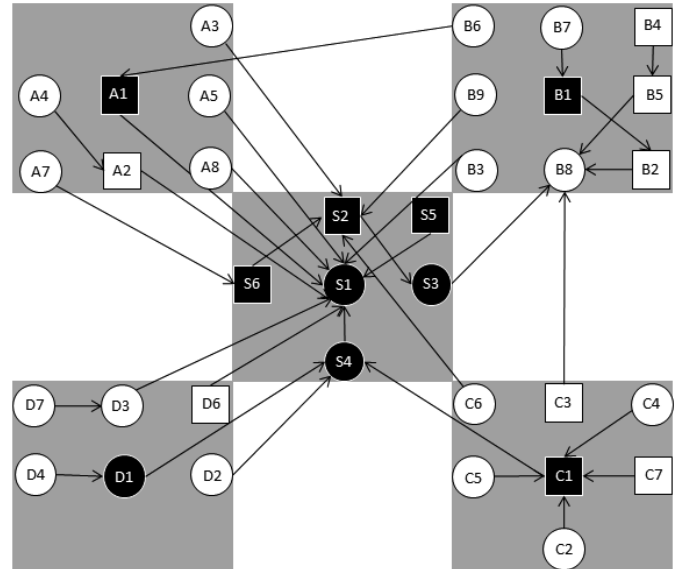 A3 B6 B7 B4
A4 A1 A5 B9 B1 B5
A7 A2 A8 B3 B8 B2
S2 S5
S6 S1 S3
S4
D7 D3 D6 C6 C3 C4
D4 D1 D2 C5 C1 C7
C2